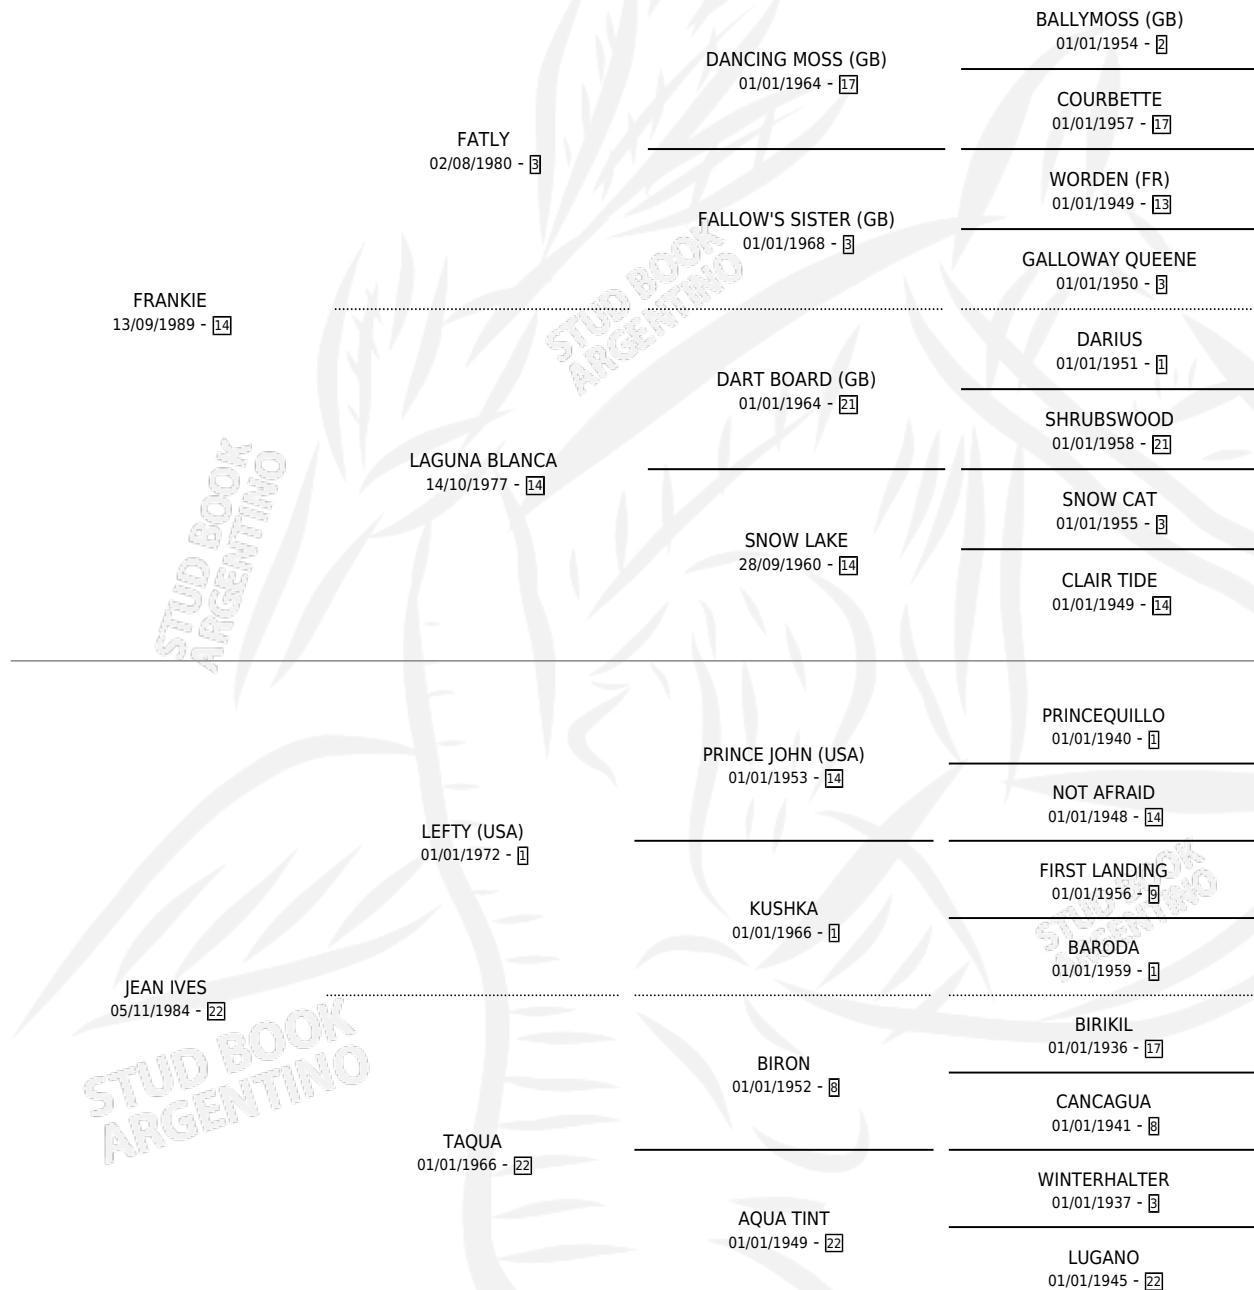 FRANKIE
13/09/1989 - 14
FATLY
02/08/1980 - 3
DANCING MOSS (GB)
01/01/1964 - 17
BALLYMOSS (GB)
01/01/1954 - 2
COURBETTE
01/01/1957 - 17
FALLOW'S SISTER (GB)
01/01/1968 - 3
WORDEN (FR)
01/01/1949 - 13
GALLOWAY QUEENE
01/01/1950 - 3
LAGUNA BLANCA
14/10/1977 - 14
DART BOARD (GB)
01/01/1964 - 21
DARIUS
01/01/1951 - 1
SHRUBSWOOD
01/01/1958 - 21
SNOW LAKE
28/09/1960 - 14
SNOW CAT
01/01/1955 - 3
CLAIR TIDE
01/01/1949 - 14
STUD BOOK
ARGENTINO
STUD BOOK
ARGENTINO
JEAN IVES
05/11/1984 - 22
LEFTY (USA)
01/01/1972 - 1
PRINCE JOHN (USA)
01/01/1953 - 14
PRINCEQUILLO
01/01/1940 - 1
NOT AFRAID
01/01/1948 - 14
KUSHKA
01/01/1966 - 1
FIRST LANDING
01/01/1956 - 9
BARODA
01/01/1959 - 1
TAQUA
01/01/1966 - 22
BIRON
01/01/1952 - 8
BIRIKIL
01/01/1936 - 17
CANCAGUA
01/01/1941 - 8
AQUA TINT
01/01/1949 - 22
WINTERHALTER
01/01/1937 - 3
LUGANO
01/01/1945 - 22
STUD BOOK
ARGENTINO
STUD BOOK
ARGENTINO